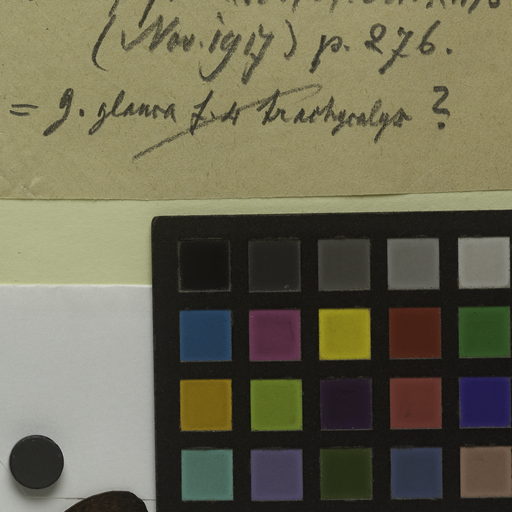 (Nov. 1917) p. 276.
= g. glauca f. trachycalyx ?